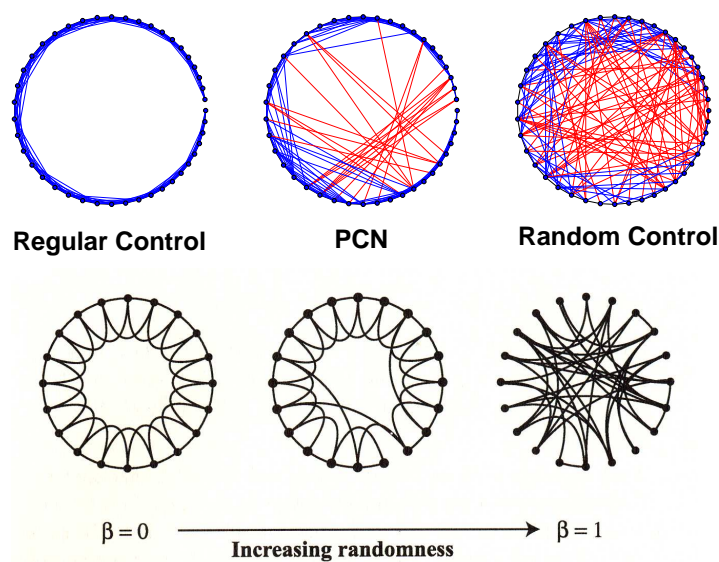 Regular Control PCN Random Control
β = 0 β = 1
Increasing randomness